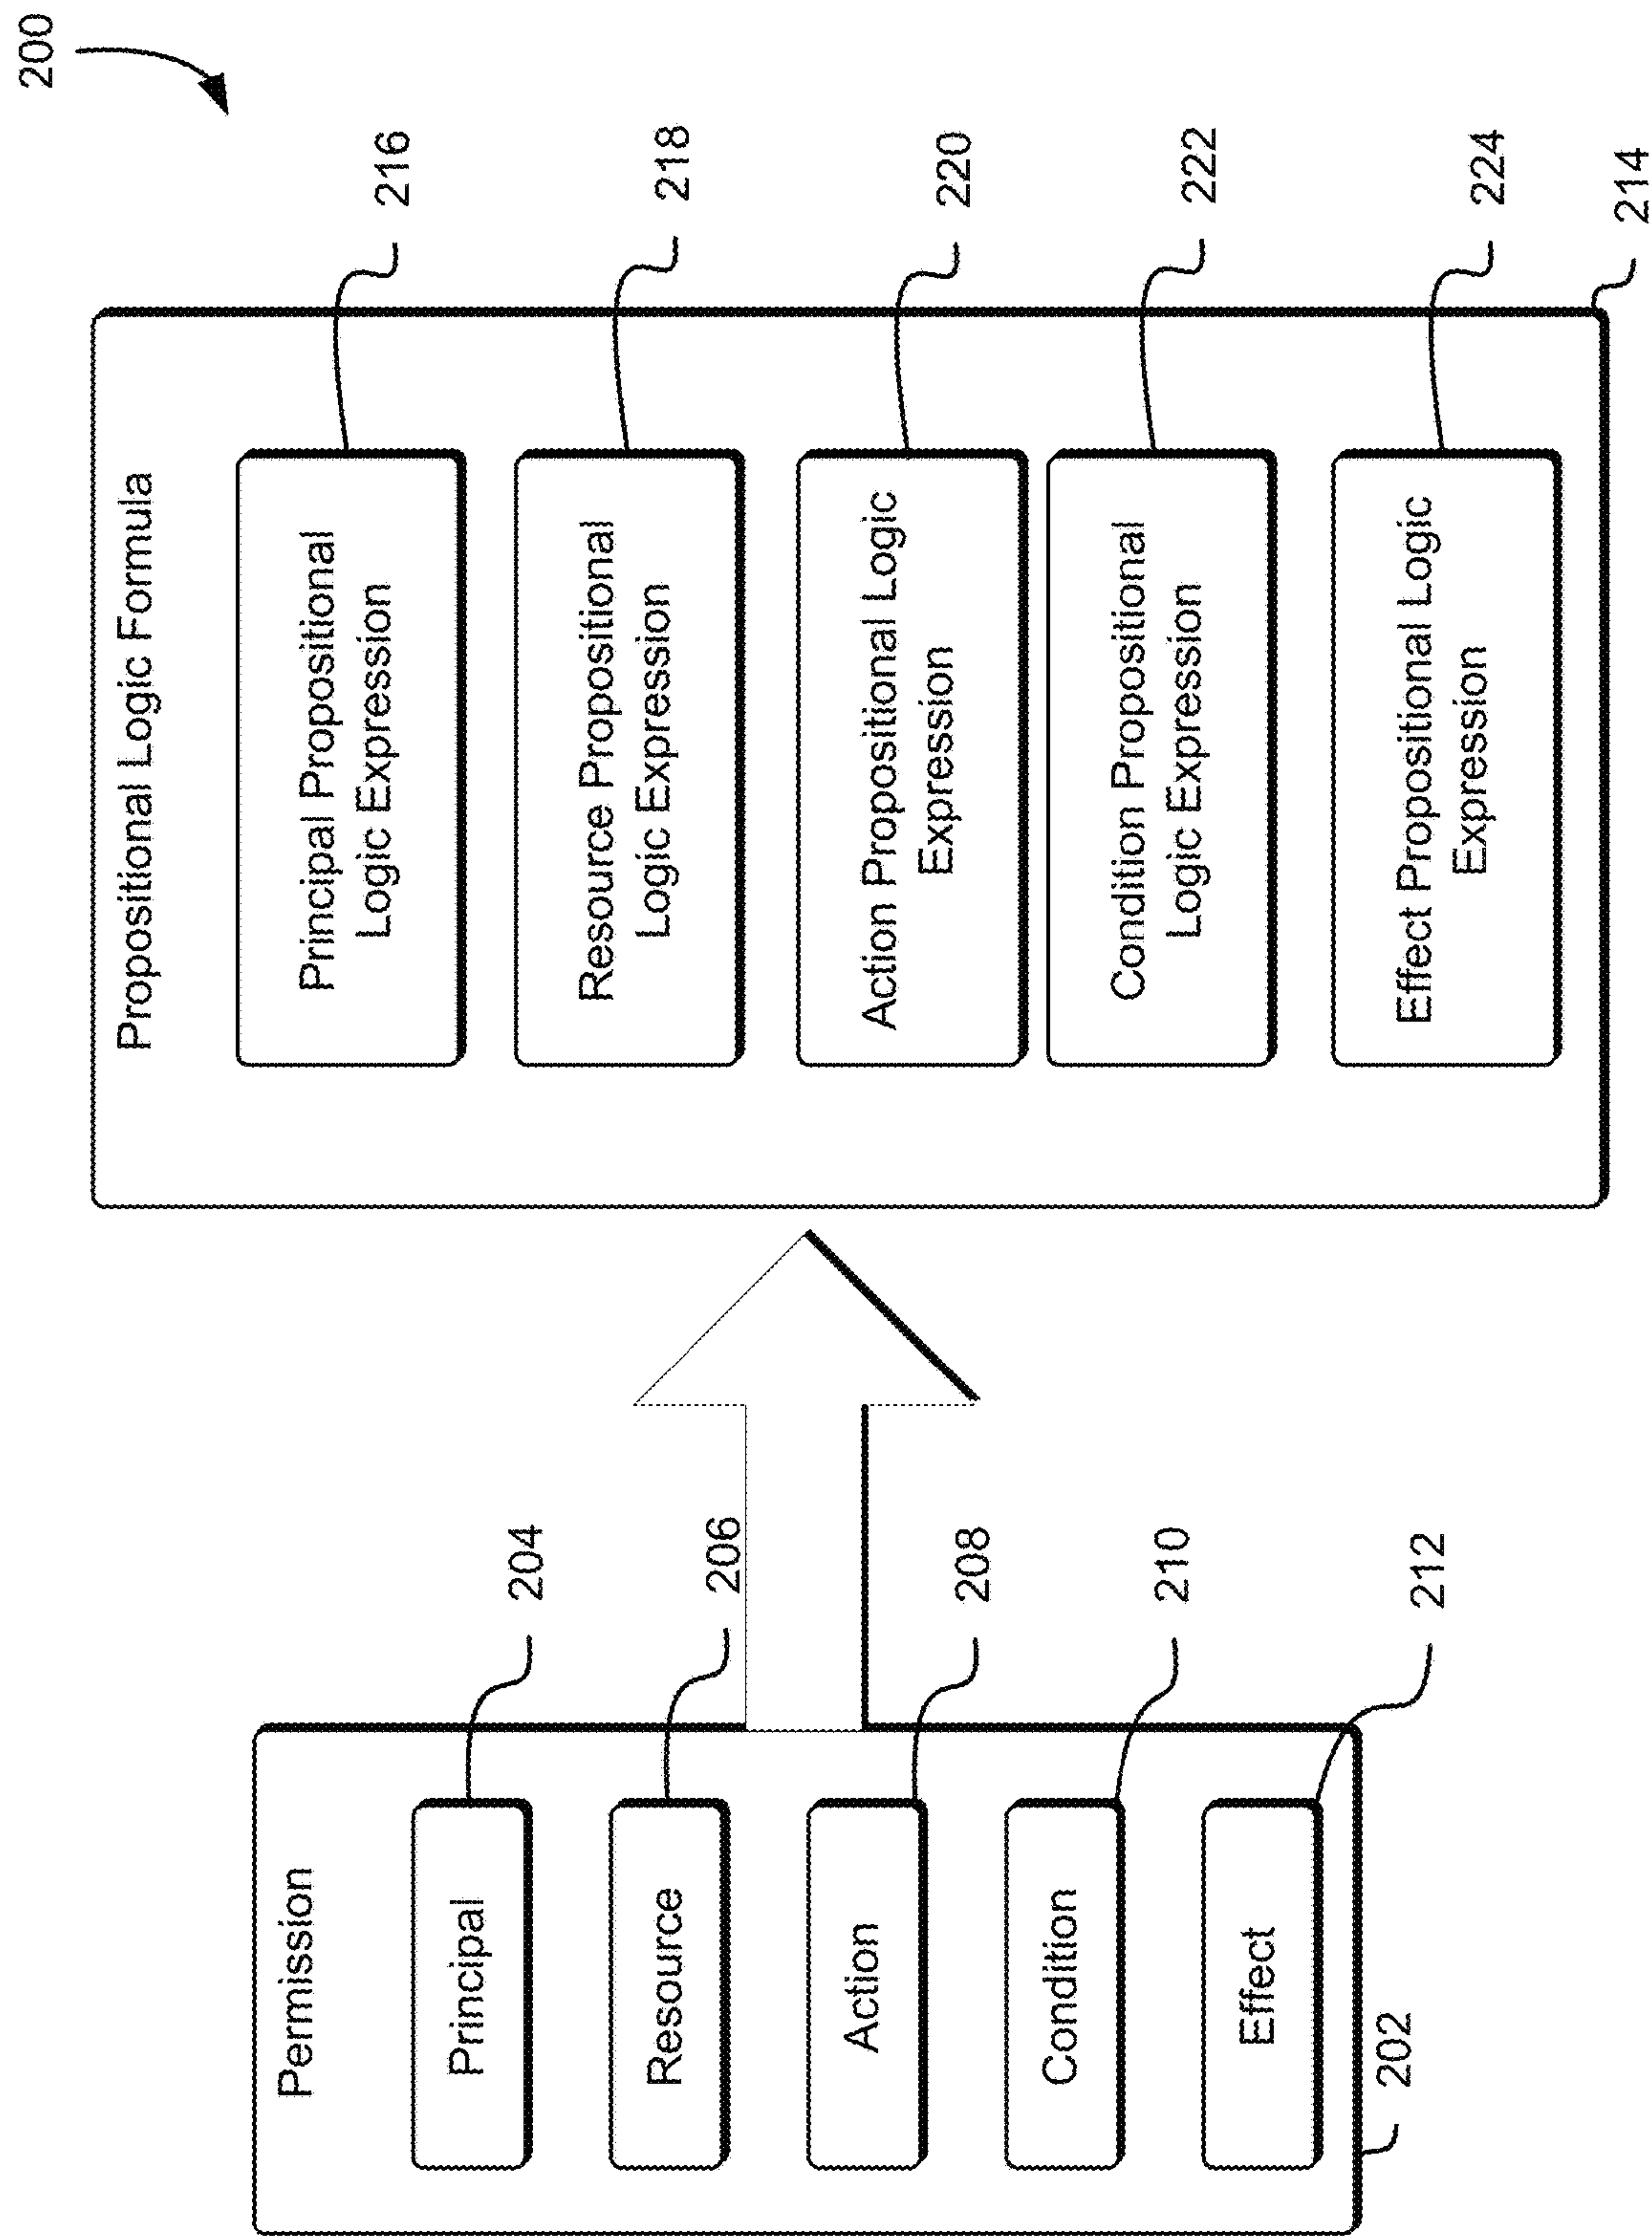 200
Permission
Principal
204
Resource
206
Action
208
Condition
210
Effect
212
202
Propositional Logic Formula
Principal Propositional
Logic Expression
216
Resource Propositional
Logic Expression
218
Action Propositional Logic
Expression
220
Condition Propositional
Logic Expression
222
Effect Propositional Logic
Expression
224
214